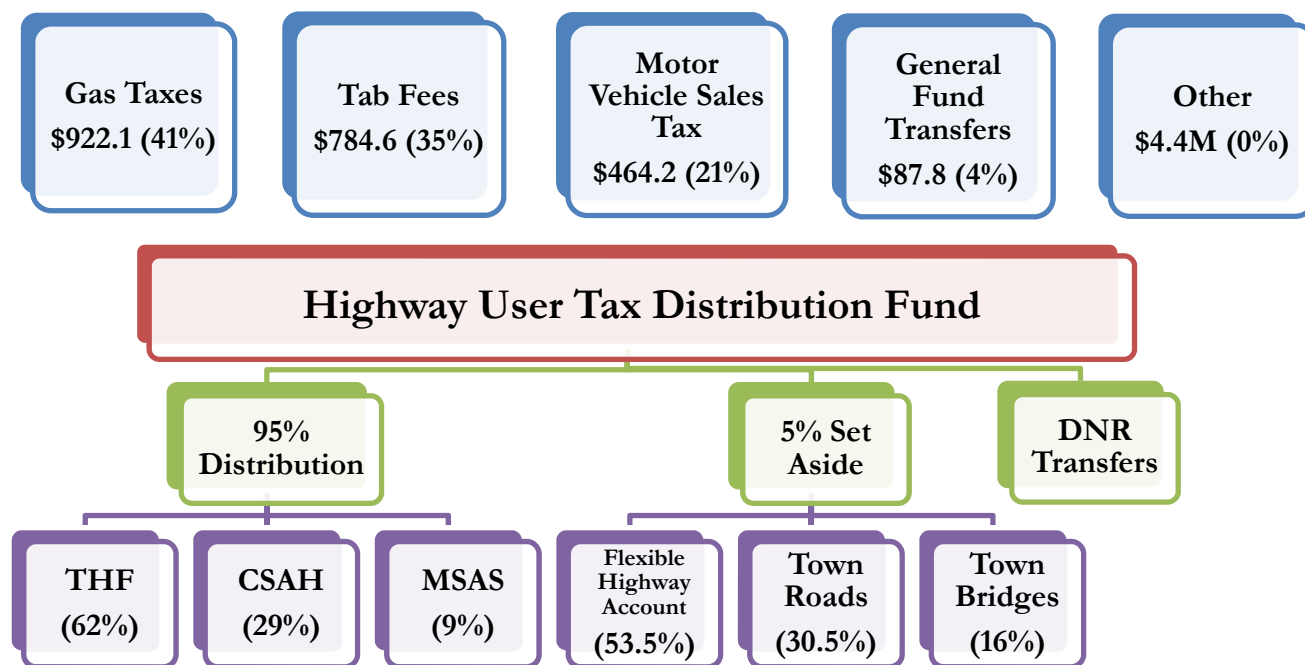 Gas Taxes
$922.1 (41%)
Tab Fees
$784.6 (35%)
Motor
Vehicle Sales
Tax
$464.2 (21%)
General
Fund
Transfers
$87.8 (4%)
Other
$4.4M (0%)
Highway User Tax Distribution Fund
95%
Distribution
5% Set
Aside
DNR
Transfers
THF
(62%)
CSAH
(29%)
MSAS
(9%)
Flexible
Highway
Account
(53.5%)
Town
Roads
(30.5%)
Town
Bridges
(16%)